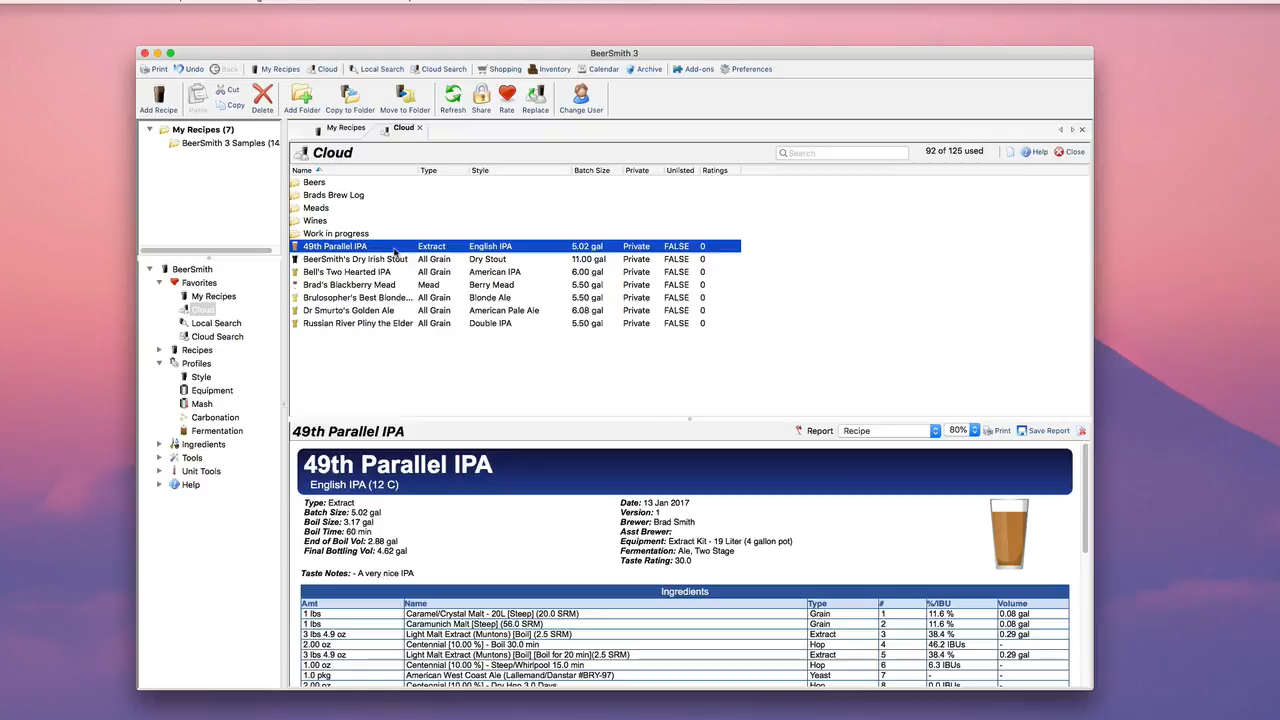 BeerSmith 3
Print Undo Back My Recipes Cloud Local Search Cloud Search Shopping Inventory Calendar Archive Add-ons Preferences
Add Recipe Paste Cut Copy Delete Add Folder Copy to Folder Move to Folder Refresh Share Rate Replace Change User
My Recipes (7)
BeerSmith 3 Samples (14
BeerSmith
Favorites
My Recipes
Cloud
Local Search
Cloud Search
Recipes
Profiles
Style
Equipment
Mash
Carbonation
Fermentation
Ingredients
Tools
Unit Tools
Help
My Recipes Cloud
Cloud Search 92 of 125 used Help Close
Name Type Style Batch Size Private Unlisted Ratings
Beers
Brads Brew Log
Meads
Wines
Work in progress
49th Parallel IPA Extract English IPA 5.02 gal Private FALSE 0
BeerSmith's Dry Irish Stout All Grain Dry Stout 11.00 gal Private FALSE 0
Bell's Two Hearted IPA All Grain American IPA 6.00 gal Private FALSE 0
Brad's Blackberry Mead Mead Berry Mead 5.50 gal Private FALSE 0
Brulosopher's Best Blonde... All Grain Blonde Ale 5.50 gal Private FALSE 0
Dr Smurto's Golden Ale All Grain American Pale Ale 6.08 gal Private FALSE 0
Russian River Pliny the Elder All Grain Double IPA 5.50 gal Private FALSE 0
49th Parallel IPA Report Recipe 80% Print Save Report
49th Parallel IPA
English IPA (12 C)
Type: Extract
Batch Size: 5.02 gal
Boil Size: 3.17 gal
Boil Time: 60 min
End of Boil Vol: 2.88 gal
Final Bottling Vol: 4.62 gal
Date: 13 Jan 2017
Version: 1
Brewer: Brad Smith
Asst Brewer:
Equipment: Extract Kit - 19 Liter (4 gallon pot)
Fermentation: Ale, Two Stage
Taste Rating: 30.0
Taste Notes: - A very nice IPA
Ingredients
Amt Name Type # %/IBU Volume
1 lbs Caramel/Crystal Malt - 20L [Steep] (20.0 SRM) Grain 1 11.6 % 0.08 gal
1 lbs Caramunich Malt [Steep] (56.0 SRM) Grain 2 11.6 % 0.08 gal
3 lbs 4.9 oz Light Malt Extract (Muntons) [Boil] (2.5 SRM) Extract 3 38.4 % 0.29 gal
2.00 oz Centennial [10.00 %] - Boil 30.0 min Hop 4 46.2 IBUs -
3 lbs 4.9 oz Light Malt Extract (Muntons) [Boil] [Boil for 20 min](2.5 SRM) Extract 5 38.4 % 0.29 gal
1.00 oz Centennial [10.00 %] - Steep/Whirlpool 15.0 min Hop 6 6.3 IBUs -
1.0 pkg American West Coast Ale (Lallemand/Danstar #BRY-97) Yeast 7 - -
2.00 oz Centennial [10.00 %] - Dry Hop 3.0 Days Hop 8 0.0 IBUs -